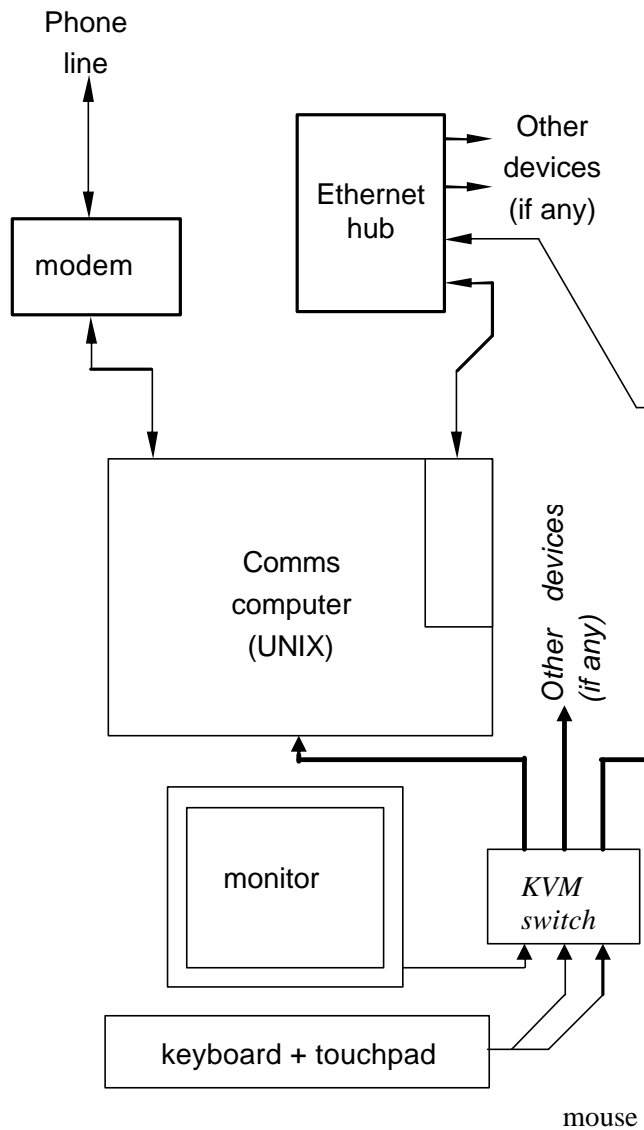 Phone
line
Other
devices
(if any)
Ethernet
hub
modem
Comms
computer
(UNIX)
Other devices
(if any)
monitor
KVM
switch
keyboard + touchpad
mouse